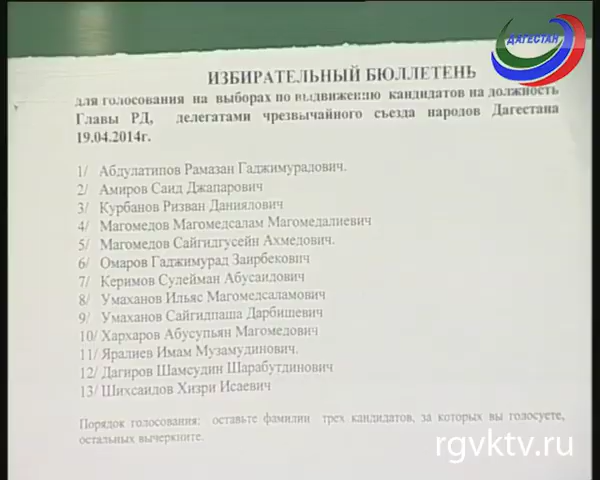 ДАГЕСТАН
ИЗБИРАТЕЛЬНЫЙ БЮЛЛЕТЕНЬ
для голосования на выборах по выдвижению кандидатов на должность
Главы РД, делегатами чрезвычайного съезда народов Дагестана
19.04.2014г.
1/ Абдулатипов Рамазан Гаджимурадович.
2/ Амиров Саид Джапарович
3/ Курбанов Ризван Даниялович
4/ Магомедов Магомедсалам Магомедалиевич
5/ Магомедов Сайгидгусейн Ахмедович.
6/ Омаров Гаджимурад Заирбекович
7/ Керимов Сулейман Абусаидович
8/ Умаханов Ильяс Магомедсаламович
9/ Умаханов Сайгидпаша Дарбишевич
10/ Хархаров Абусупьян Магомедович
11/ Яралиев Имам Музамудинович.
12/ Дагиров Шамсудин Шарабутдинович
13/ Шихсаидов Хизри Исаевич
Порядок голосования: оставьте фамилии трех кандидатов, за которых вы голосуете,
остальных вычеркните.
rgvktv.ru